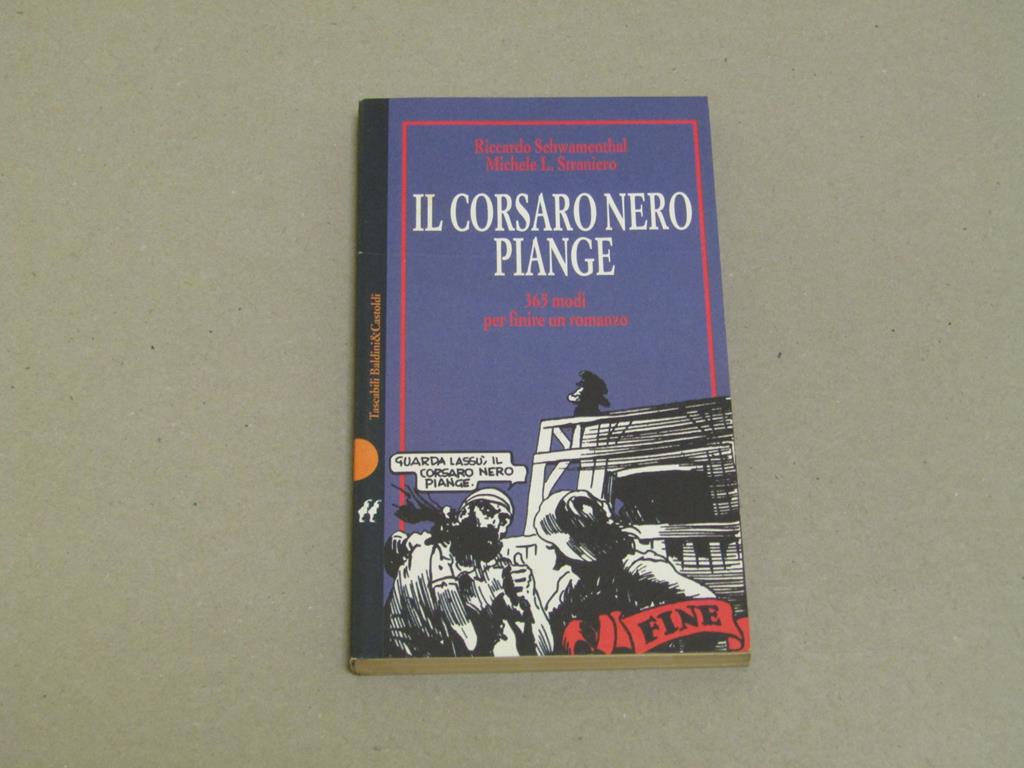 Riccardo Schwamenthal
Michele L. Straniero
IL CORSARO NERO
PIANGE
365 modi
per finire un romanzo
Tascabili Baldini&Castoldi
GUARDA LASSU', IL
CORSARO NERO
PIANGE.
FINE